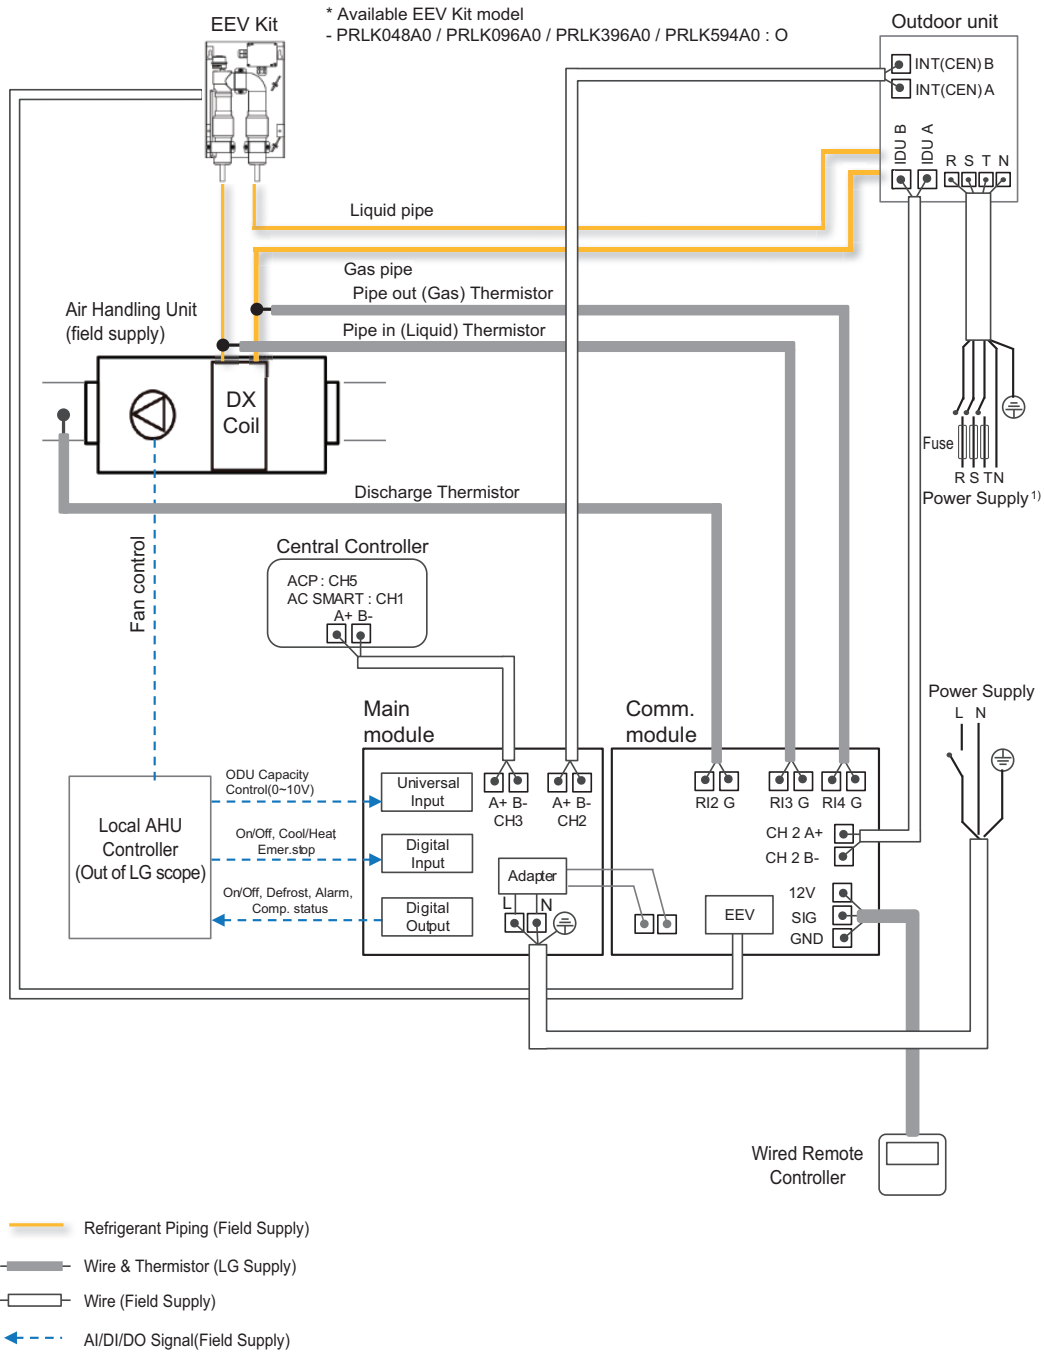 EEV Kit
* Available EEV Kit model
- PRLK048A0 / PRLK096A0 / PRLK396A0 / PRLK594A0 : O
Outdoor unit
INT(CEN) B
INT(CEN) A
IDU B
IDU A
R S T N
Liquid pipe
Gas pipe
Pipe out (Gas) Thermistor
Pipe in (Liquid) Thermistor
Air Handling Unit
(field supply)
DX
Coil
Fuse
R S TN
Power Supply 1)
Discharge Thermistor
Fan control
Central Controller
ACP : CH5
AC SMART : CH1
A+ B-
Power Supply
L N
Main
module
Comm.
module
ODU Capacity
Control(0~10V)
Universal
Input
A+ B-
CH3
A+ B-
CH2
RI2 G
RI3 G
RI4 G
Local AHU
Controller
(Out of LG scope)
On/Off, Cool/Heat,
Emer.stop
Digital
Input
CH 2 A+
CH 2 B-
Adapter
L N
On/Off, Defrost, Alarm,
Comp. status
Digital
Output
EEV
12V
SIG
GND
Wired Remote
Controller
Refrigerant Piping (Field Supply)
Wire & Thermistor (LG Supply)
Wire (Field Supply)
AI/DI/DO Signal(Field Supply)